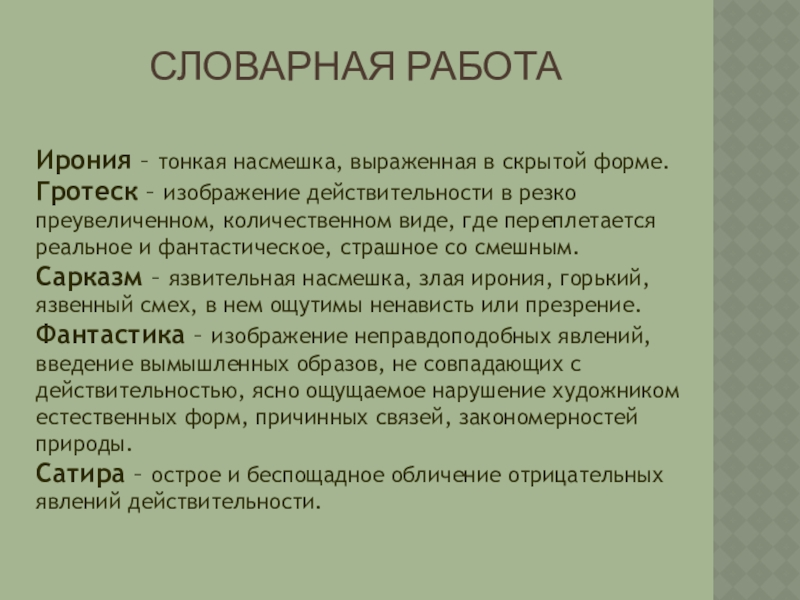 СЛОВАРНАЯ РАБОТА
Ирония – тонкая насмешка, выраженная в скрытой форме.
Гротеск – изображение действительности в резко
преувеличенном, количественном виде, где переплетается
реальное и фантастическое, страшное со смешным.
Сарказм – язвительная насмешка, злая ирония, горький,
язвенный смех, в нем ощутимы ненависть или презрение.
Фантастика – изображение неправдоподобных явлений,
введение вымышленных образов, не совпадающих с
действительностью, ясно ощущаемое нарушение художником
естественных форм, причинных связей, закономерностей
природы.
Сатира – острое и беспощадное обличение отрицательных
явлений действительности.